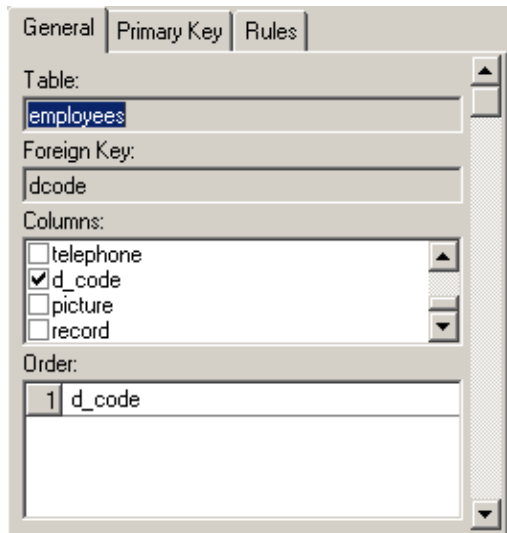 General Primary Key Rules
Table:
employees
Foreign Key:
dcode
Columns:
telephone
d_code
picture
record
Order:
1 d_code